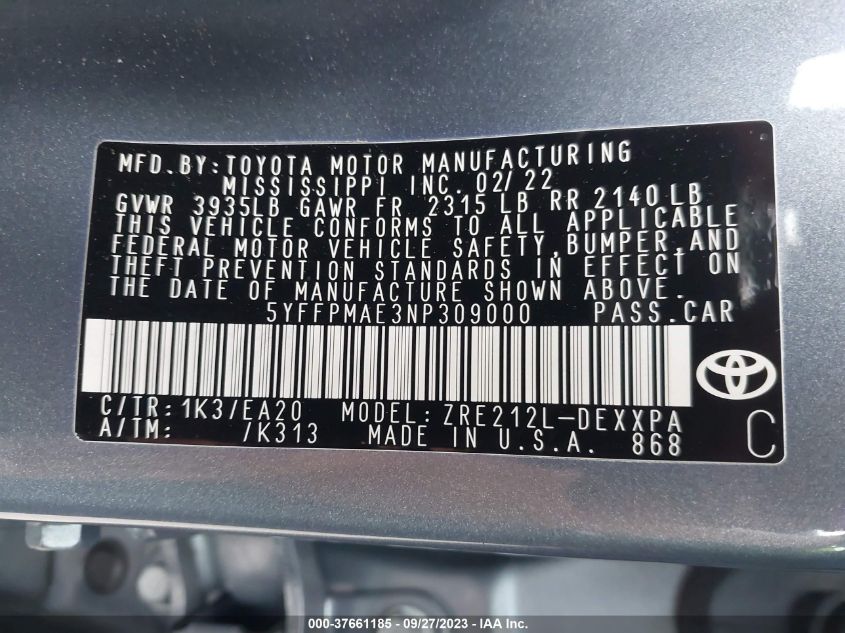 MFD. BY: TOYOTA MOTOR MANUFACTURING
MISSISSIPPI INC. 02/22
GVWR 3935LB GAWR FR 2315 LB RR 2140 LB
THIS VEHICLE CONFORMS TO ALL APPLICABLE
FEDERAL MOTOR VEHICLE SAFETY, BUMPER, AND
THEFT PREVENTION STANDARDS IN EFFECT ON
THE DATE OF MANUFACTURE SHOWN ABOVE.
5YFFPMAE3NP309000 PASS. CAR
C/TR: 1K3/EA20 MODEL: ZRE212L-DEXXPA
A/TM: /K313 MADE IN U.S.A. 868 C
000-37661185 - 09/27/2023 - IAA Inc.